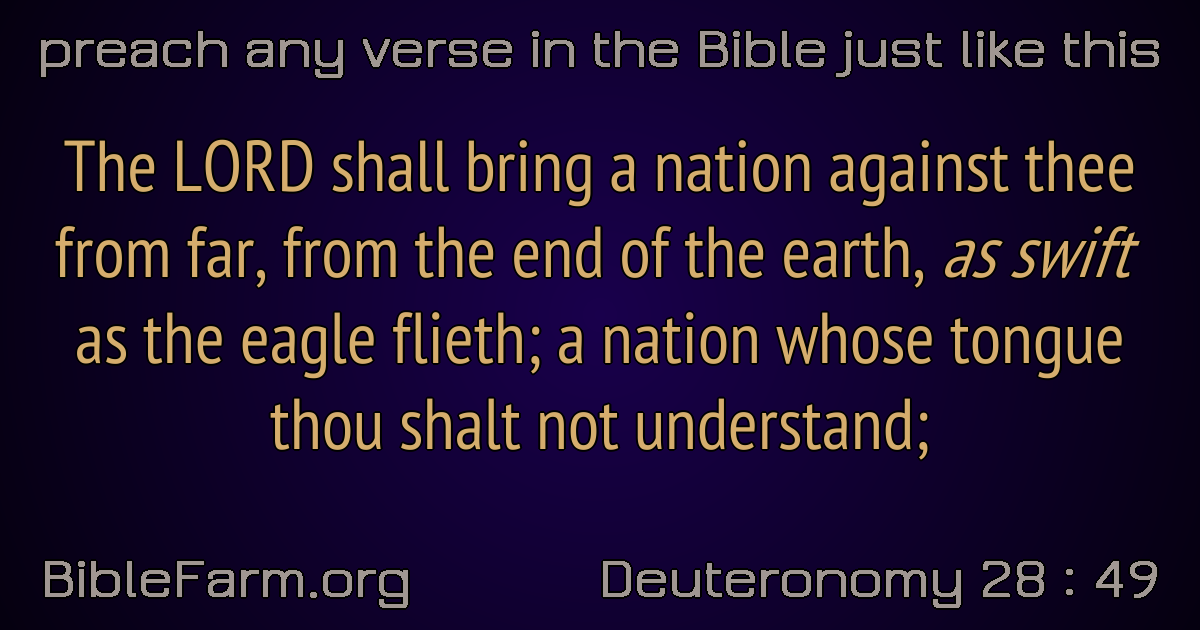 preach any verse in the Bible just like this
The LORD shall bring a nation against thee
from far, from the end of the earth, as swift
as the eagle flieth; a nation whose tongue
thou shalt not understand;
BibleFarm.org
Deuteronomy 28 : 49